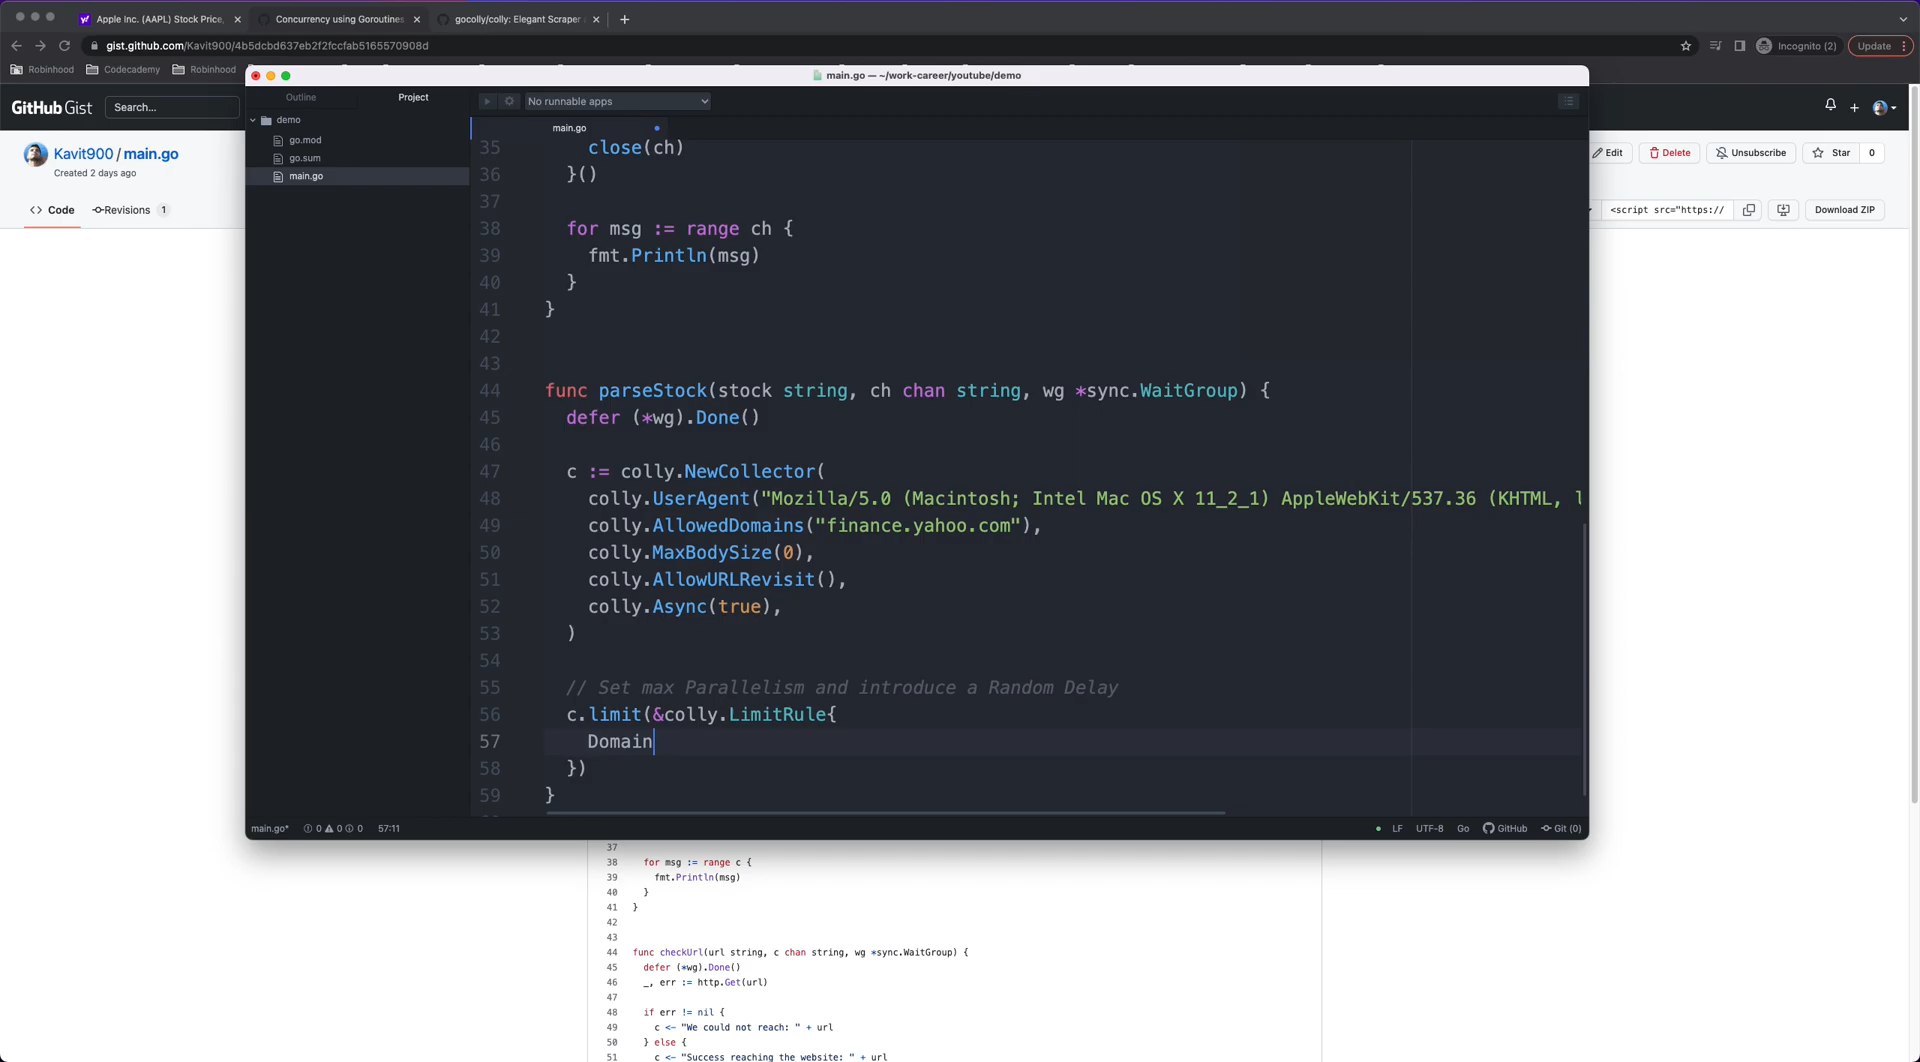 Apple Inc. (AAPL) Stock Price,
Concurrency using Goroutines
gocolly/colly: Elegant Scraper
gist.github.com/Kavit900/4b5dcbd637eb2f2fccfab5165570908d
Incognito (2)
Update
Robinhood
Codecademy
Robinhood
main.go — ~/work-career/youtube/demo
GitHub Gist
Search...
Kavit900 / main.go
Created 2 days ago
Edit
Delete
Unsubscribe
Star
0
Code
Revisions
1
<script src="https://
Download ZIP
Outline
Project
No runnable apps
demo
go.mod
go.sum
main.go
main.go
35 close(ch)
36 }()
37
38 for msg := range ch {
39 fmt.Println(msg)
40 }
41 }
42
43
44 func parseStock(stock string, ch chan string, wg *sync.WaitGroup) {
45 defer (*wg).Done()
46
47 c := colly.NewCollector(
48 colly.UserAgent("Mozilla/5.0 (Macintosh; Intel Mac OS X 11_2_1) AppleWebKit/537.36 (KHTML, l
49 colly.AllowedDomains("finance.yahoo.com"),
50 colly.MaxBodySize(0),
51 colly.AllowURLRevisit(),
52 colly.Async(true),
53 )
54
55 // Set max Parallelism and introduce a Random Delay
56 c.limit(&colly.LimitRule{
57 Domain
58 })
59 }
main.go* 0 0 0 57:11
LF UTF-8 Go GitHub Git (0)
37
38 for msg := range c {
39 fmt.Println(msg)
40 }
41 }
42
43
44 func checkUrl(url string, c chan string, wg *sync.WaitGroup) {
45 defer (*wg).Done()
46 _, err := http.Get(url)
47
48 if err != nil {
49 c <- "We could not reach: " + url
50 } else {
51 c <- "Success reaching the website: " + url